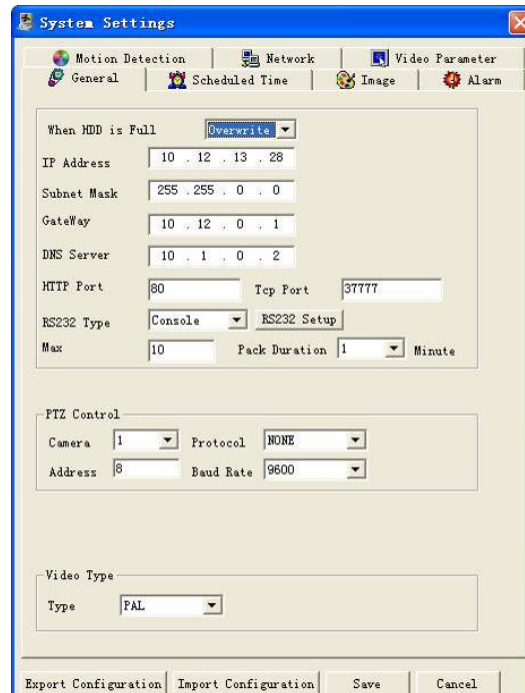 System Settings
Motion Detection Network Video Parameter
General Scheduled Time Image Alarm
When HDD is Full Overwrite
IP Address 10 . 12 . 13 . 28
Subnet Mask 255 . 255 . 0 . 0
GateWay 10 . 12 . 0 . 1
DNS Server 10 . 1 . 0 . 2
HTTP Port 80 Tcp Port 37777
RS232 Type Console RS232 Setup
Max 10 Pack Duration 1 Minute
PTZ Control
Camera 1 Protocol NONE
Address 8 Baud Rate 9600
Video Type
Type PAL
Export Configuration Import Configuration Save Cancel